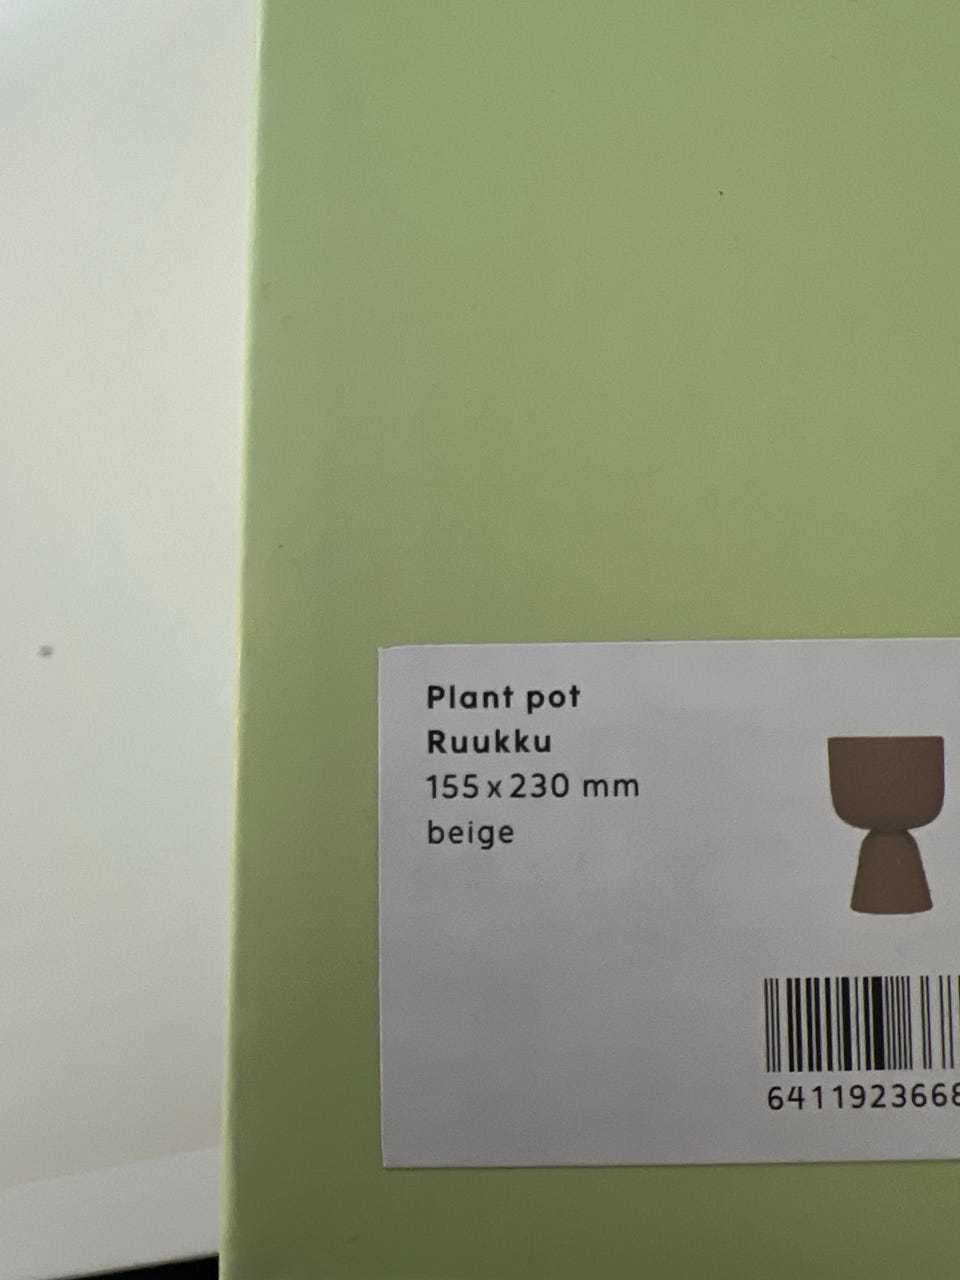 Plant pot
Ruukku
155 x 230 mm
beige
6411923668